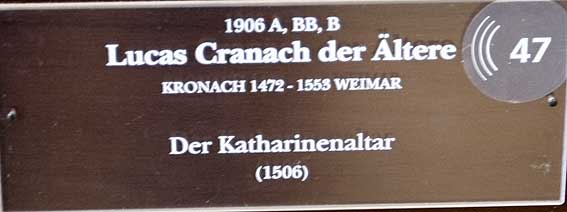 1906 A, BB, B
Lucas Cranach der Ältere
47
KRONACH 1472 - 1553 WEIMAR
Der Katharinenaltar
(1506)